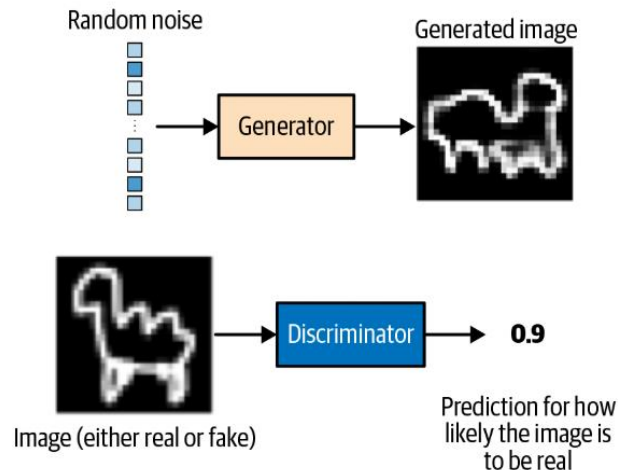 Random noise
Generated image
Generator
Discriminator
0.9
Image (either real or fake)
Prediction for how
likely the image is
to be real